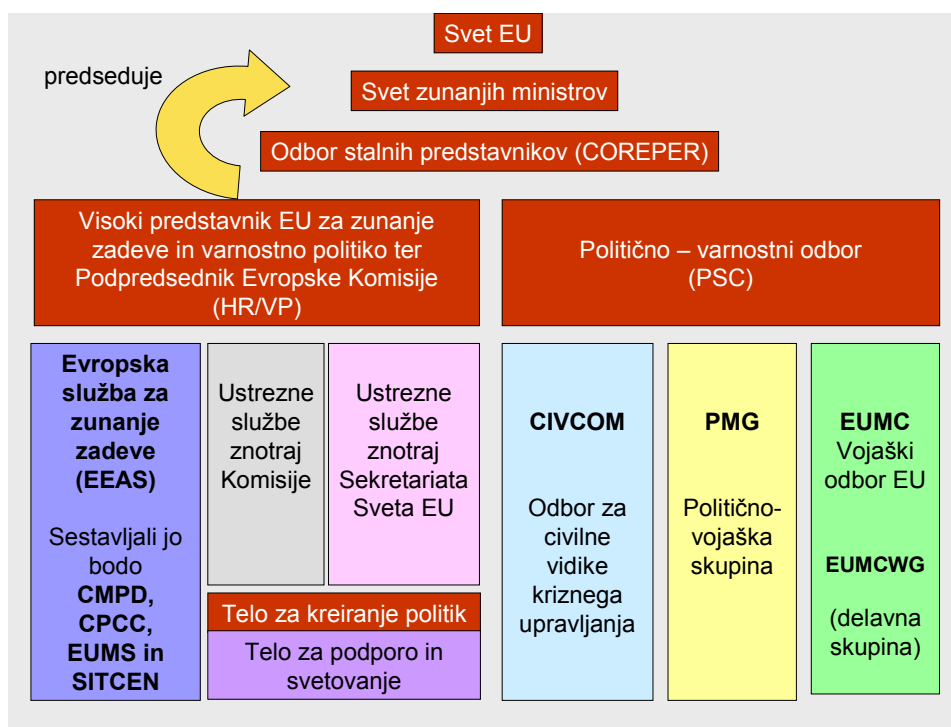 Svet EU
predseduje
Svet zunanjih ministrov
Odbor stalnih predstavnikov (COREPER)
Visoki predstavnik EU za zunanje
zadeve in varnostno politiko ter
Podpredsednik Evropske Komisije
(HR/VP)
Politično – varnostni odbor
(PSC)
Evropska
služba za
zunanje
zadeve
(EEAS)
Sestavljali jo
bodo
CMPD,
CPCC,
EUMS in
SITCEN
Ustrezne
službe
znotraj
Komisije
Ustrezne
službe
znotraj
Sekretariata
Sveta EU
Telo za kreiranje politik
Telo za podporo in
svetovanje
CIVCOM
Odbor za
civilne
vidike
kriznega
upravljanja
PMG
Politično-
vojaška
skupina
EUMC
Vojaški
odbor EU
EUMCWG
(delavna
skupina)